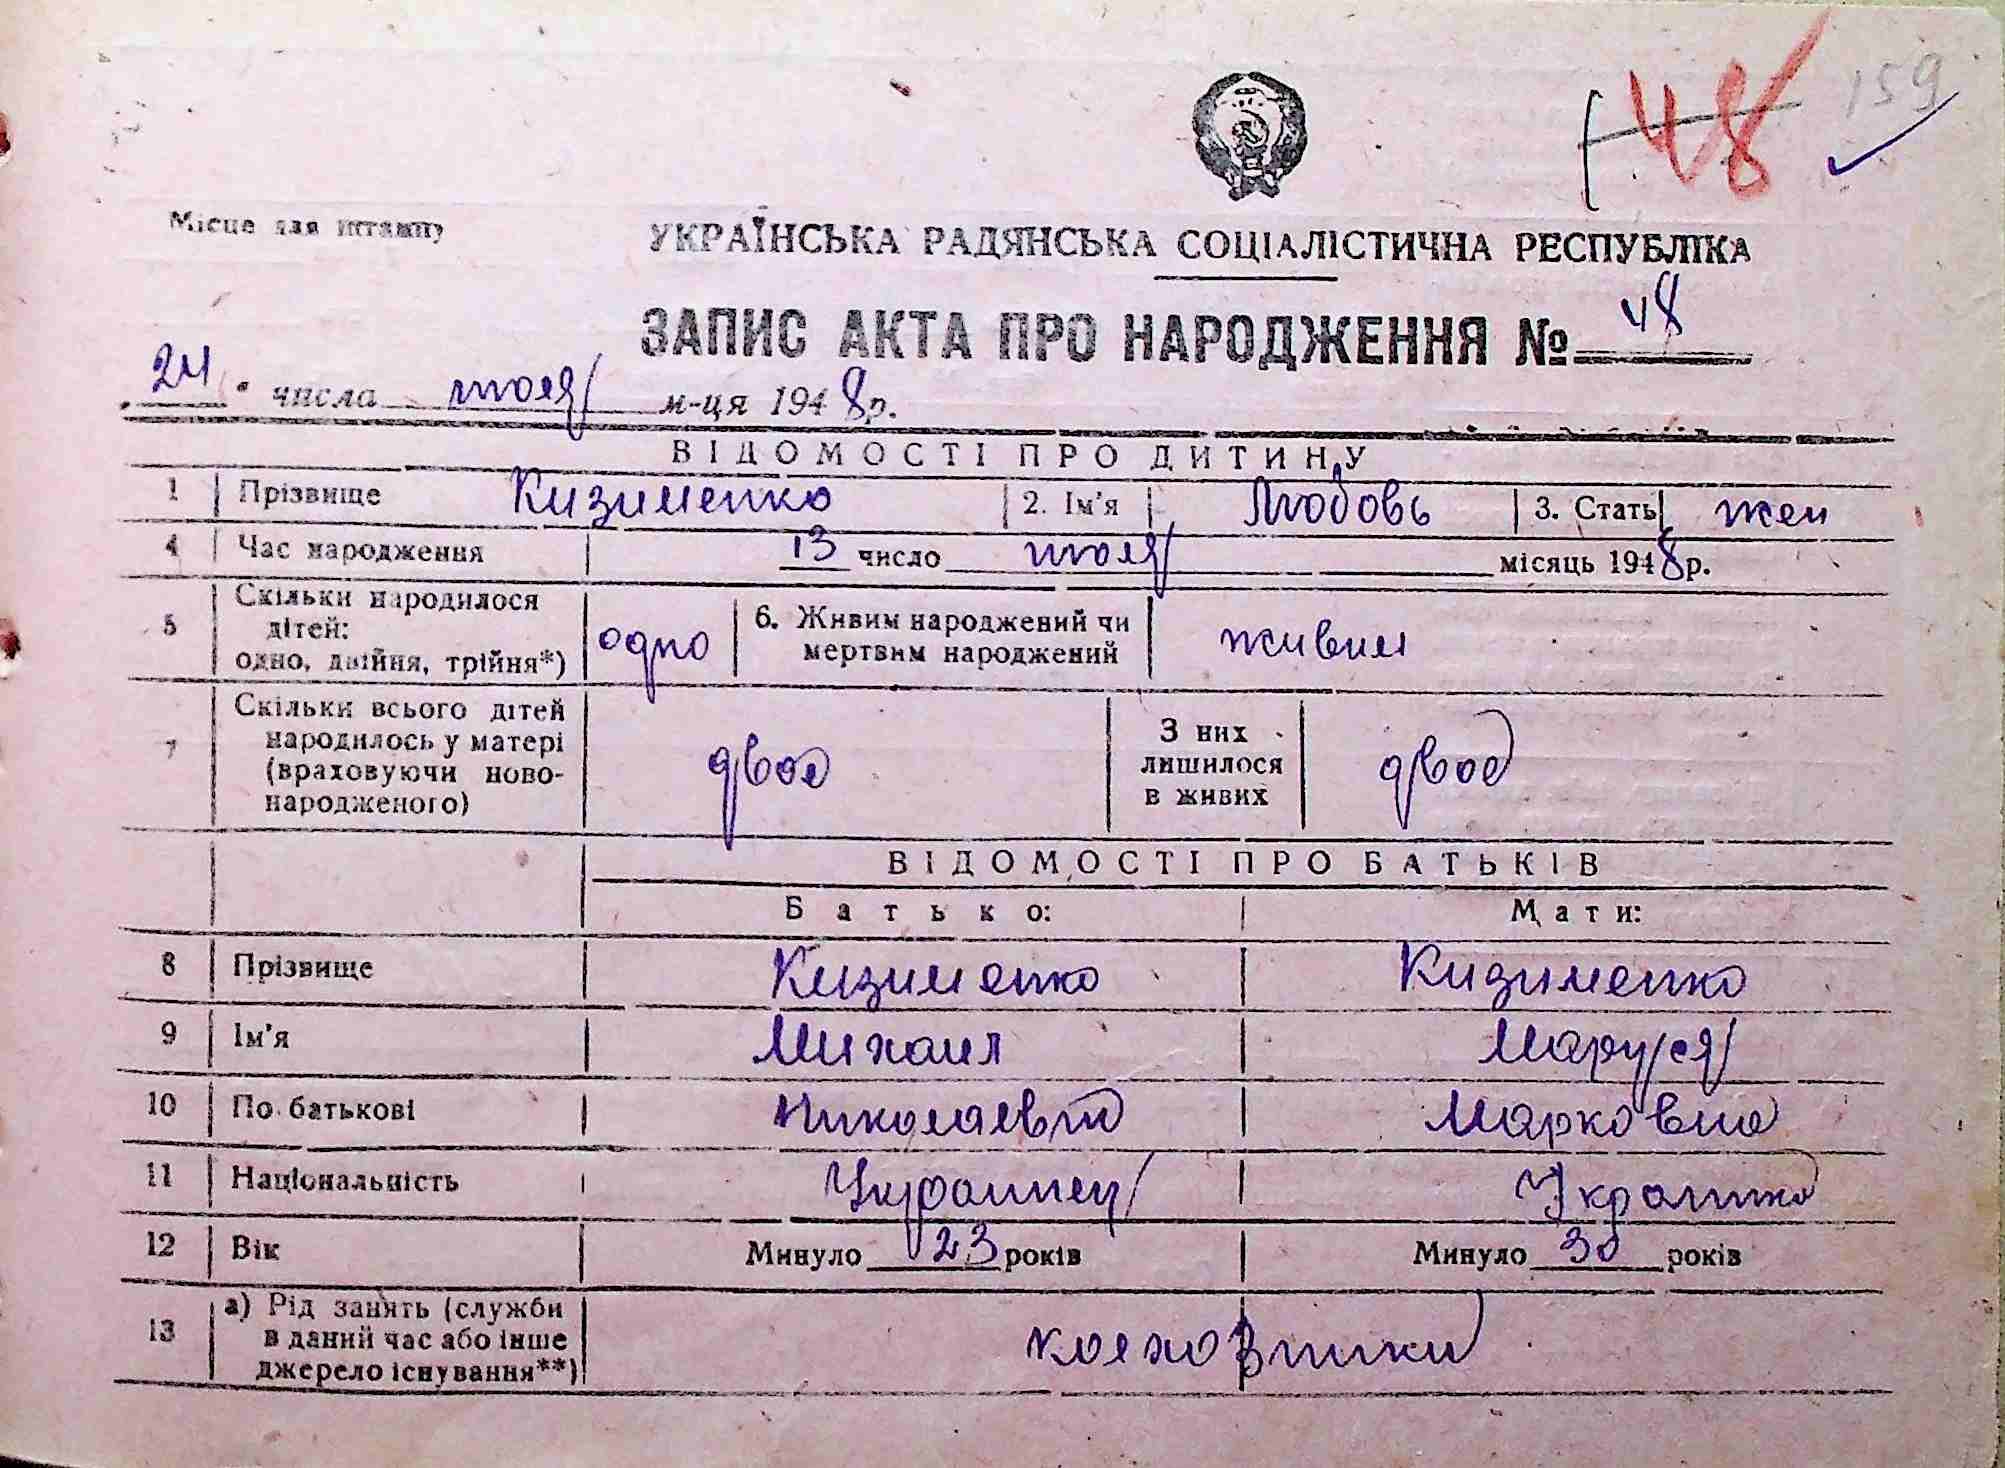 48 159
Місце для штампу
УКРАЇНСЬКА РАДЯНСЬКА СОЦІАЛІСТИЧНА РЕСПУБЛІКА
ЗАПИС АКТА ПРО НАРОДЖЕННЯ № 48
24 числа июля м-ця 1948 р.
ВІДОМОСТІ ПРО ДИТИНУ
1 Прізвище Кизименко 2. Ім'я Любовь 3. Стать жен
4 Час народження 13 число июля місяць 1948 р.
5 Скільки народилося
дітей:
одно, двійня, трійня*) одно 6. Живим народжений чи
мертвим народжений живим
7 Скільки всього дітей
народилось у матері
(враховуючи ново-
народженого) двое З них
лишилося
в живих двое
ВІДОМОСТІ ПРО БАТЬКІВ
Батько: Мати:
8 Прізвище Кизименко Кизименко
9 Ім'я Михаил Маруся
10 По батькові Николаевич Марковна
11 Національність Украинец Украинка
12 Вік Минуло 23 років Минуло 30 років
13 а) Рід занять (служби
в даний час або інше
джерело існування**) колхозники